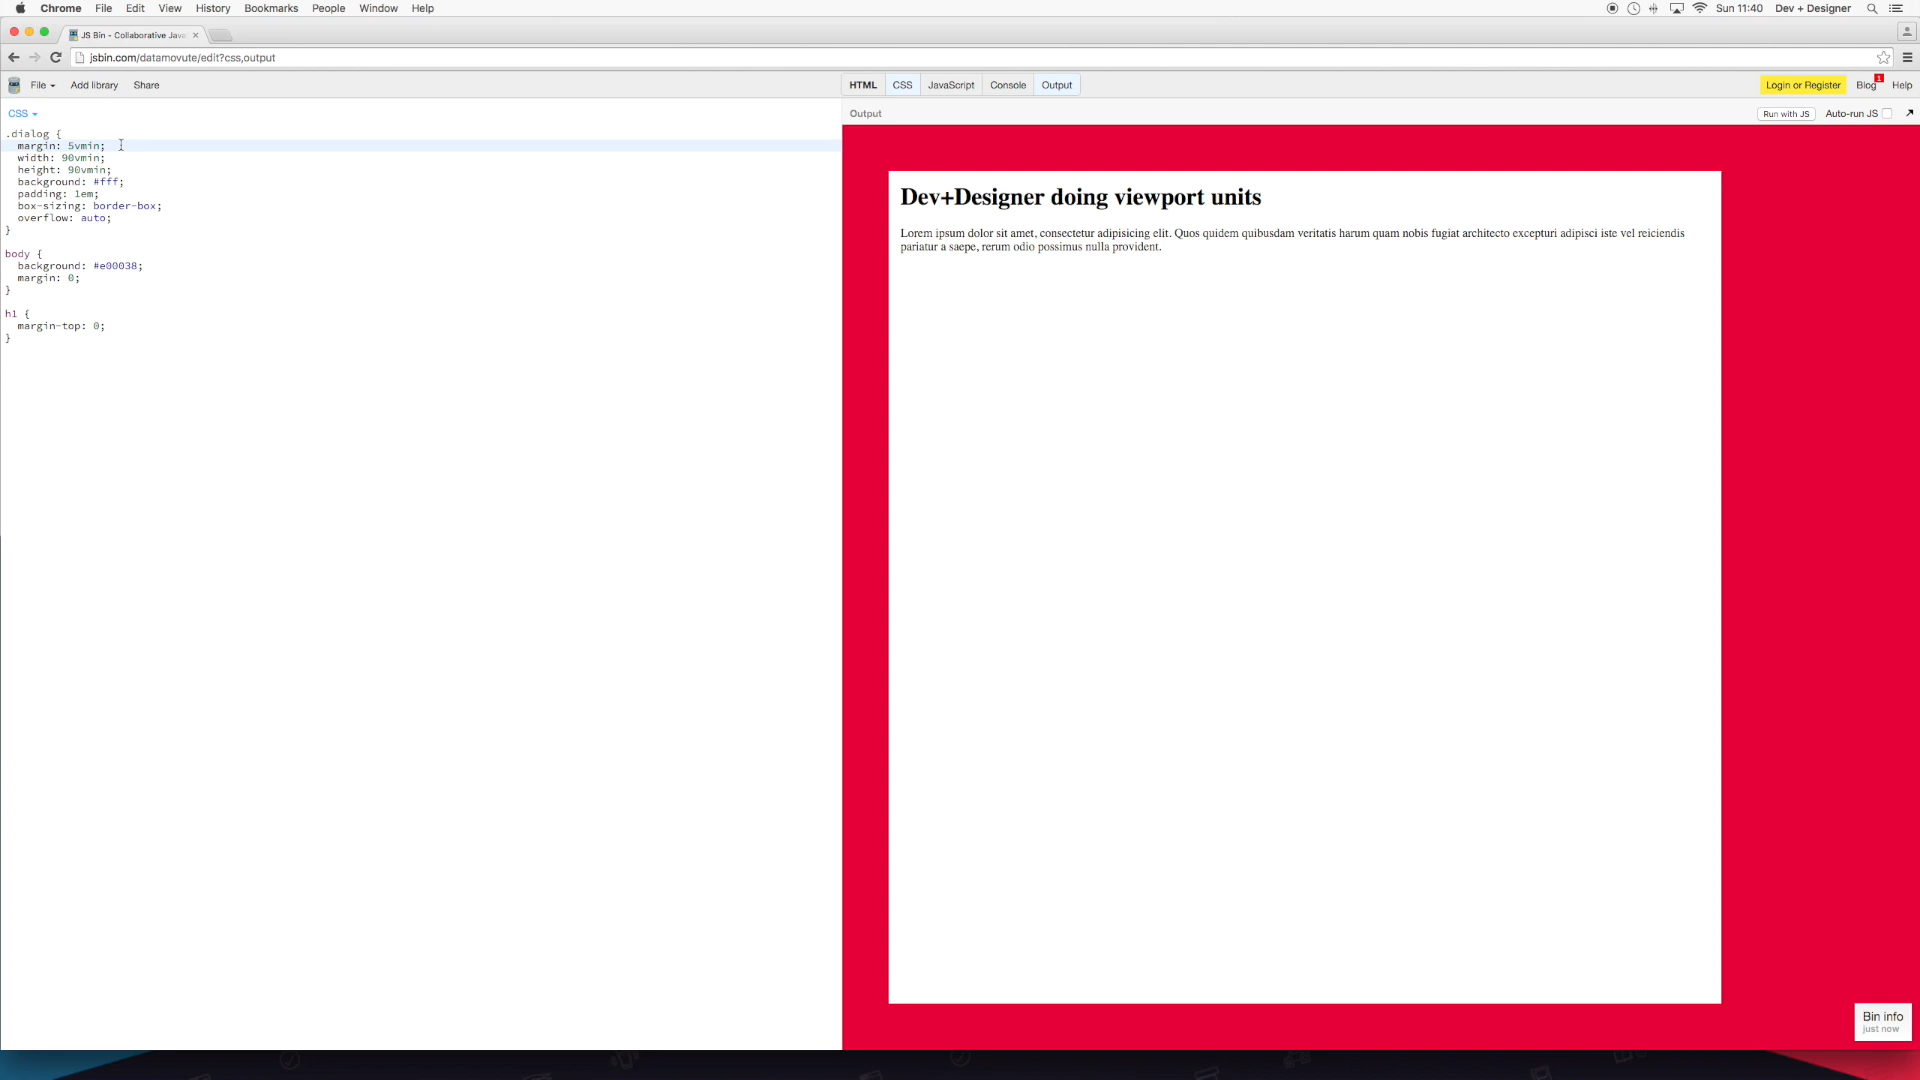 Chrome File Edit View History Bookmarks People Window Help
Sun 11:40 Dev + Designer
JS Bin - Collaborative Java
jsbin.com/datamovute/edit?css,output
File Add library Share
HTML CSS JavaScript Console Output
Login or Register Blog 1 Help
CSS
Output
Run with JS Auto-run JS
.dialog {
margin: 5vmin;
width: 90vmin;
height: 90vmin;
background: #fff;
padding: 1em;
box-sizing: border-box;
overflow: auto;
}
body {
background: #e00038;
margin: 0;
}
h1 {
margin-top: 0;
}
Dev+Designer doing viewport units
Lorem ipsum dolor sit amet, consectetur adipisicing elit. Quos quidem quibusdam veritatis harum quam nobis fugiat architecto excepturi adipisci iste vel reiciendis
pariatur a saepe, rerum odio possimus nulla provident.
Bin info
just now